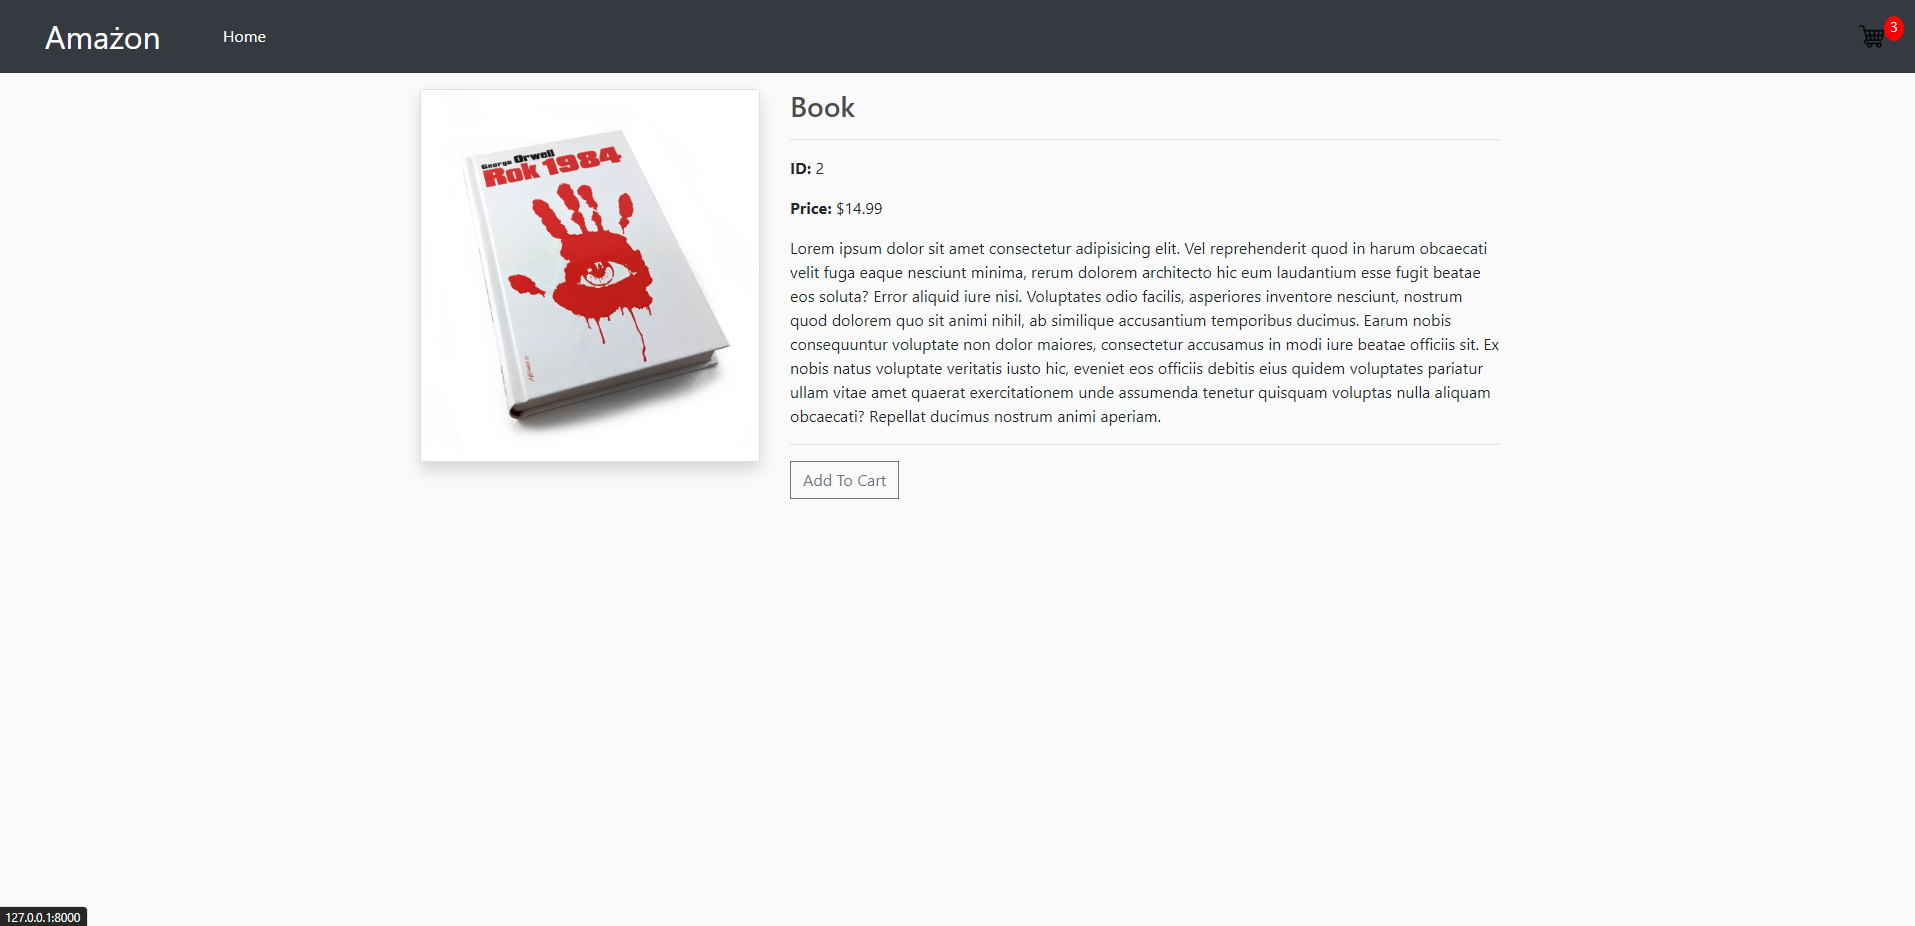 Amażon
Home
3
George Orwell
Rok 1984
Book
ID: 2
Price: $14.99
Lorem ipsum dolor sit amet consectetur adipisicing elit. Vel reprehenderit quod in harum obcaecati
velit fuga eaque nesciunt minima, rerum dolorem architecto hic eum laudantium esse fugit beatae
eos soluta? Error aliquid iure nisi. Voluptates odio facilis, asperiores inventore nesciunt, nostrum
quod dolorem quo sit animi nihil, ab similique accusantium temporibus ducimus. Earum nobis
consequuntur voluptate non dolor maiores, consectetur accusamus in modi iure beatae officiis sit. Ex
nobis natus voluptate veritatis iusto hic, eveniet eos officiis debitis eius quidem voluptates pariatur
ullam vitae amet quaerat exercitationem unde assumenda tenetur quisquam voluptas nulla aliquam
obcaecati? Repellat ducimus nostrum animi aperiam.
Add To Cart
127.0.0.1:8000